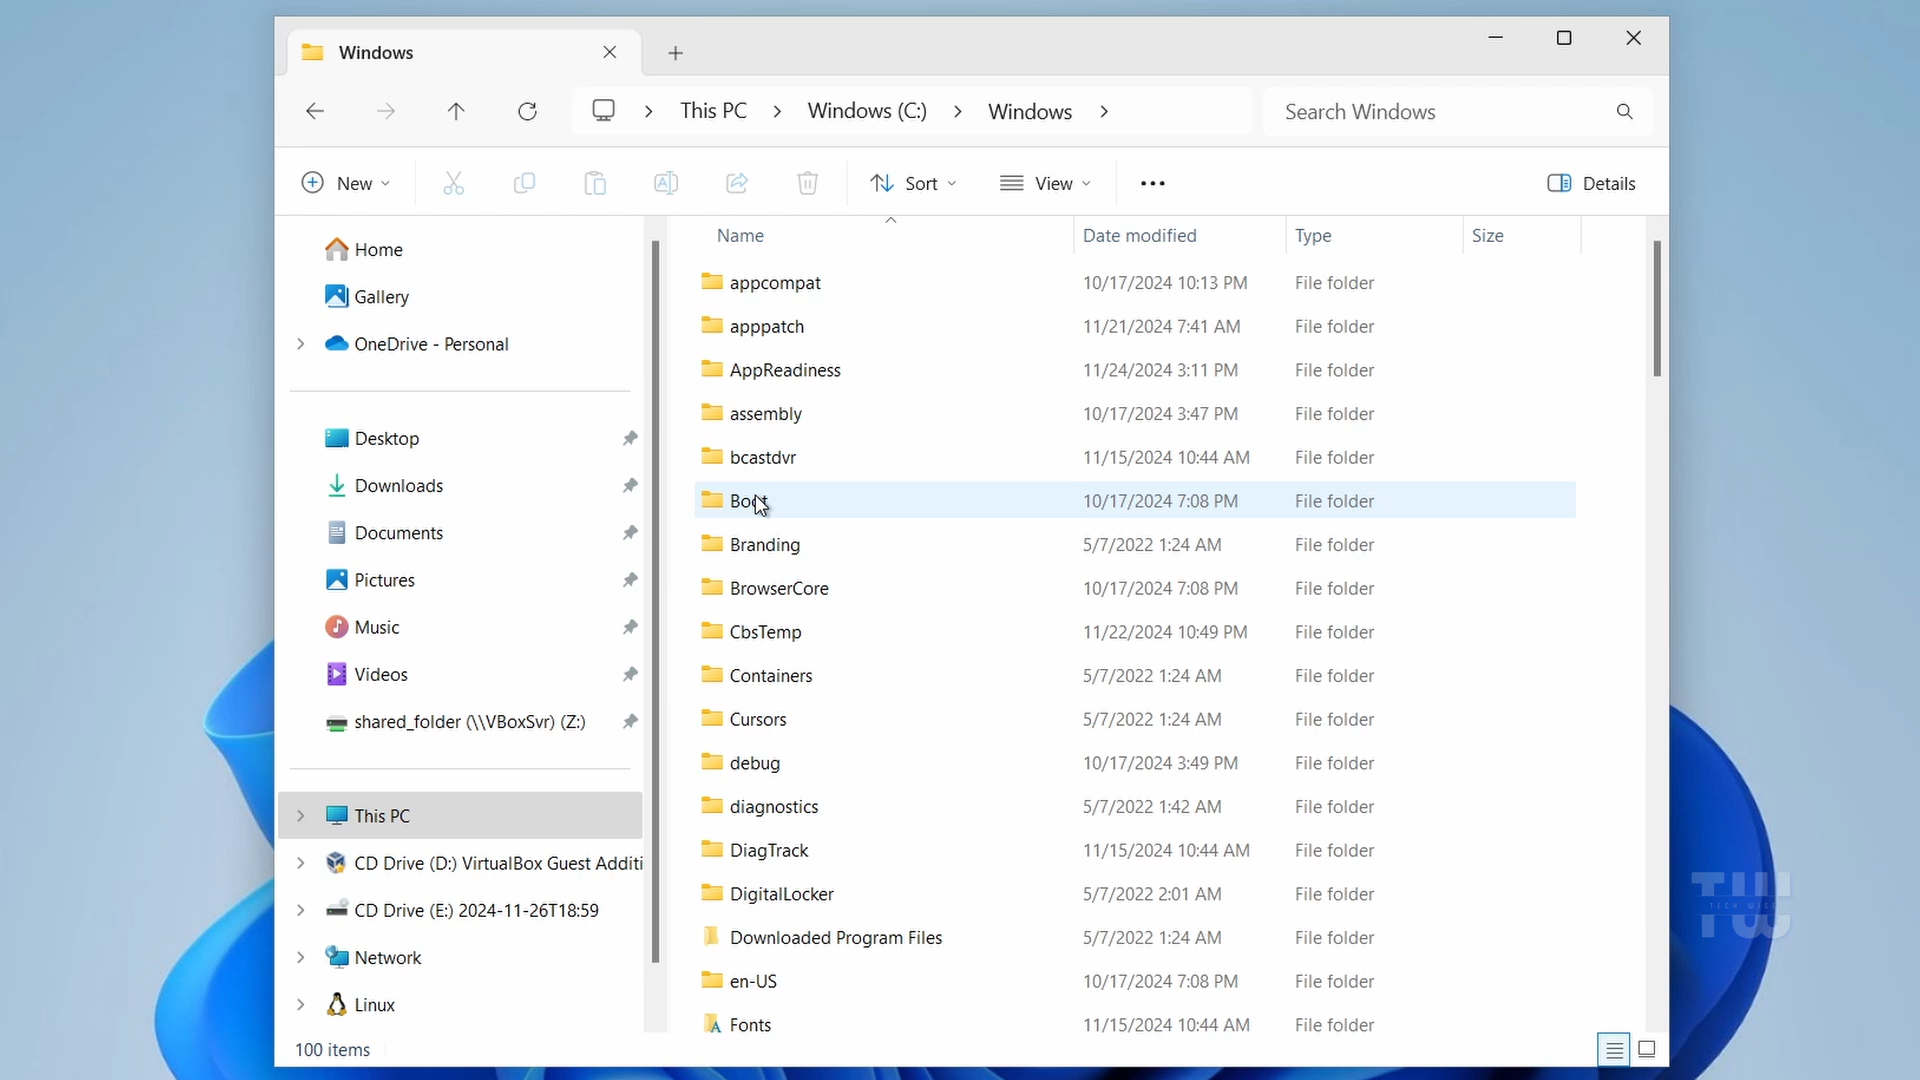 Windows
This PC
Windows (C:)
Windows
Search Windows
New
Sort
View
Details
Home
Gallery
OneDrive - Personal
Desktop
Downloads
Documents
Pictures
Music
Videos
shared_folder (\\VBoxSvr) (Z:)
This PC
CD Drive (D:) VirtualBox Guest Additi
CD Drive (E:) 2024-11-26T18:59
Network
Linux
Name Date modified Type Size
appcompat 10/17/2024 10:13 PM File folder
apppatch 11/21/2024 7:41 AM File folder
AppReadiness 11/24/2024 3:11 PM File folder
assembly 10/17/2024 3:47 PM File folder
bcastdvr 11/15/2024 10:44 AM File folder
Boot 10/17/2024 7:08 PM File folder
Branding 5/7/2022 1:24 AM File folder
BrowserCore 10/17/2024 7:08 PM File folder
CbsTemp 11/22/2024 10:49 PM File folder
Containers 5/7/2022 1:24 AM File folder
Cursors 5/7/2022 1:24 AM File folder
debug 10/17/2024 3:49 PM File folder
diagnostics 5/7/2022 1:42 AM File folder
DiagTrack 11/15/2024 10:44 AM File folder
DigitalLocker 5/7/2022 2:01 AM File folder
Downloaded Program Files 5/7/2022 1:24 AM File folder
en-US 10/17/2024 7:08 PM File folder
Fonts 11/15/2024 10:44 AM File folder
100 items
TW
TECH WISE